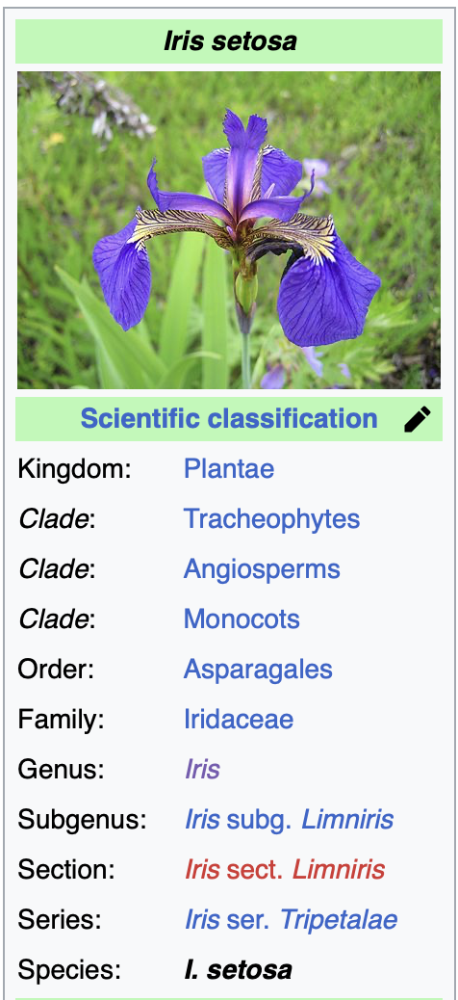 Iris setosa
Scientific classification
Kingdom: Plantae
Clade: Tracheophytes
Clade: Angiosperms
Clade: Monocots
Order: Asparagales
Family: Iridaceae
Genus: Iris
Subgenus: Iris subg. Limniris
Section: Iris sect. Limniris
Series: Iris ser. Tripetalae
Species: I. setosa